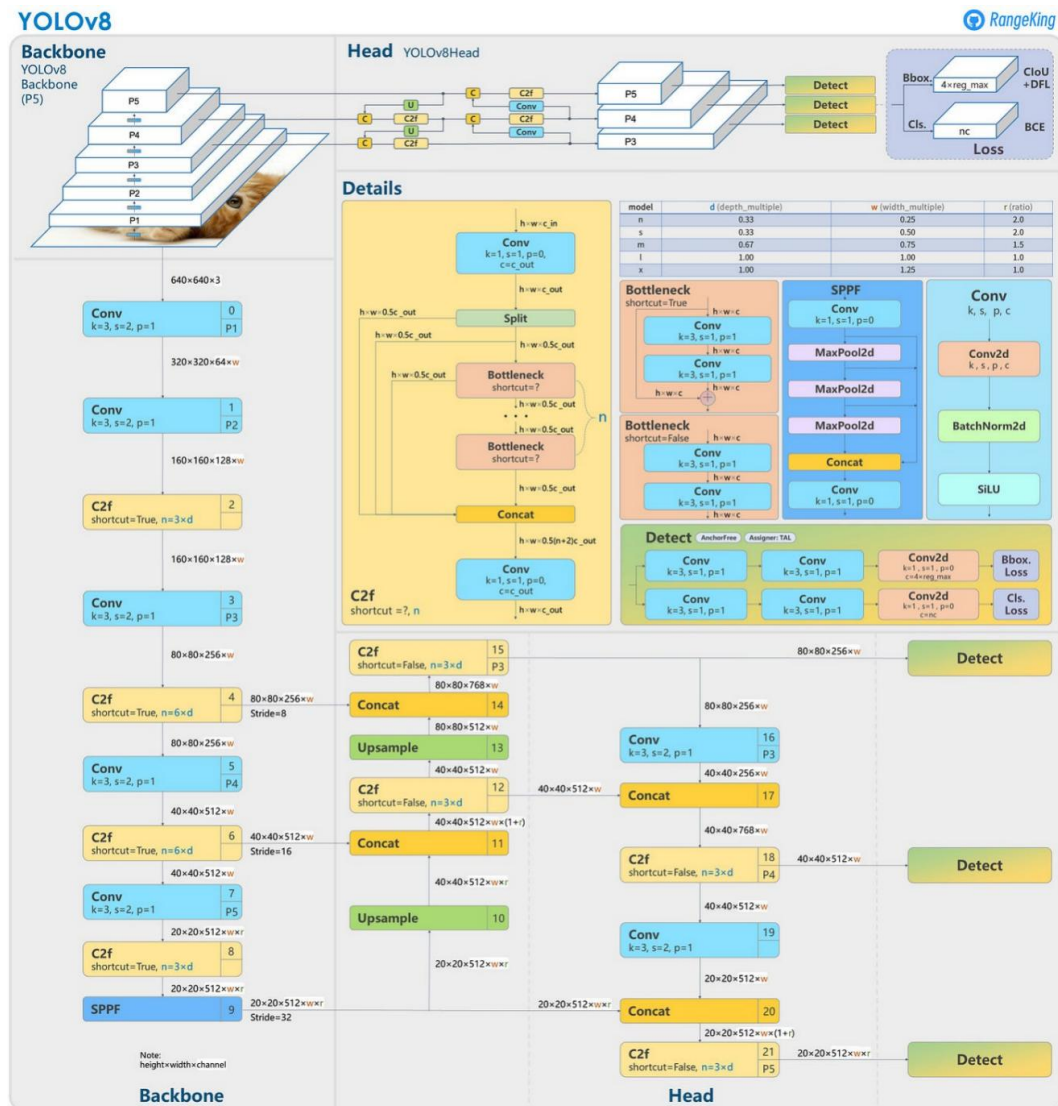 YOLOv8
RangeKing
Backbone
YOLOv8
Backbone
(P5)
P5
P4
P3
P2
P1
Head YOLOv8Head
C
C2f
U
Conv
C
C2f
C
C2f
U
Conv
C
C2f
P5
P4
P3
Detect
Detect
Detect
Bbox.
4×reg_max
CIoU
+DFL
Cls.
nc
BCE
Loss
Details
h×w×c_in
Conv
k=1, s=1, p=0,
c=c_out
h×w×c_out
Split
h×w×0.5c_out
h×w×0.5c_out
h×w×0.5c_out
Bottleneck
shortcut=?
h×w×0.5c_out
. . .
h×w×0.5c_out
n
Bottleneck
shortcut=?
h×w×0.5c_out
Concat
h×w×0.5(n+2)c_out
Conv
k=1, s=1, p=0,
c=c_out
h×w×c_out
C2f
shortcut =?, n
model d (depth_multiple) w (width_multiple) r (ratio)
n 0.33 0.25 2.0
s 0.33 0.50 2.0
m 0.67 0.75 1.5
l 1.00 1.00 1.0
x 1.00 1.25 1.0
Bottleneck
shortcut=True
h×w×c
Conv
k=3, s=1, p=1
h×w×c
Conv
k=3, s=1, p=1
h×w×c
h×w×c
+
h×w×c
Bottleneck
shortcut=False
h×w×c
Conv
k=3, s=1, p=1
h×w×c
Conv
k=3, s=1, p=1
h×w×c
SPPF
Conv
k=1, s=1, p=0
MaxPool2d
MaxPool2d
MaxPool2d
Concat
Conv
k=1, s=1, p=0
Conv
k, s, p, c
Conv2d
k, s, p, c
BatchNorm2d
SiLU
Detect AnchorFree Assigner: TAL
Conv
k=3, s=1, p=1
Conv
k=3, s=1, p=1
Conv2d
k=1, s=1, p=0
c=4×reg_max
Bbox.
Loss
Conv
k=3, s=1, p=1
Conv
k=3, s=1, p=1
Conv2d
k=1, s=1, p=0
c=nc
Cls.
Loss
640×640×3
Conv 0
k=3, s=2, p=1 P1
320×320×64×w
Conv 1
k=3, s=2, p=1 P2
160×160×128×w
C2f 2
shortcut=True, n=3×d
160×160×128×w
Conv 3
k=3, s=2, p=1 P3
80×80×256×w
C2f 4
shortcut=True, n=6×d
80×80×256×w
Stride=8
80×80×256×w
Conv 5
k=3, s=2, p=1 P4
40×40×512×w
C2f 6
shortcut=True, n=6×d
40×40×512×w
Stride=16
40×40×512×w
Conv 7
k=3, s=2, p=1 P5
20×20×512×w×r
C2f 8
shortcut=True, n=3×d
20×20×512×w×r
SPPF 9
20×20×512×w×r
Stride=32
Note:
height×width×channel
Backbone
C2f 15
shortcut=False, n=3×d P3
80×80×768×w
Concat 14
80×80×512×w
Upsample 13
40×40×512×w
C2f 12
shortcut=False, n=3×d
40×40×512×w
40×40×512×w×(1+r)
Concat 11
40×40×512×w×r
Upsample 10
20×20×512×w×r
20×20×512×w×r
80×80×256×w
Detect
80×80×256×w
Conv 16
k=3, s=2, p=1 P3
40×40×256×w
Concat 17
40×40×768×w
C2f 18
shortcut=False, n=3×d P4
40×40×512×w
Detect
40×40×512×w
Conv 19
k=3, s=2, p=1
20×20×512×w
Concat 20
20×20×512×w×(1+r)
C2f 21
shortcut=False, n=3×d P5
20×20×512×w×r
Detect
Head